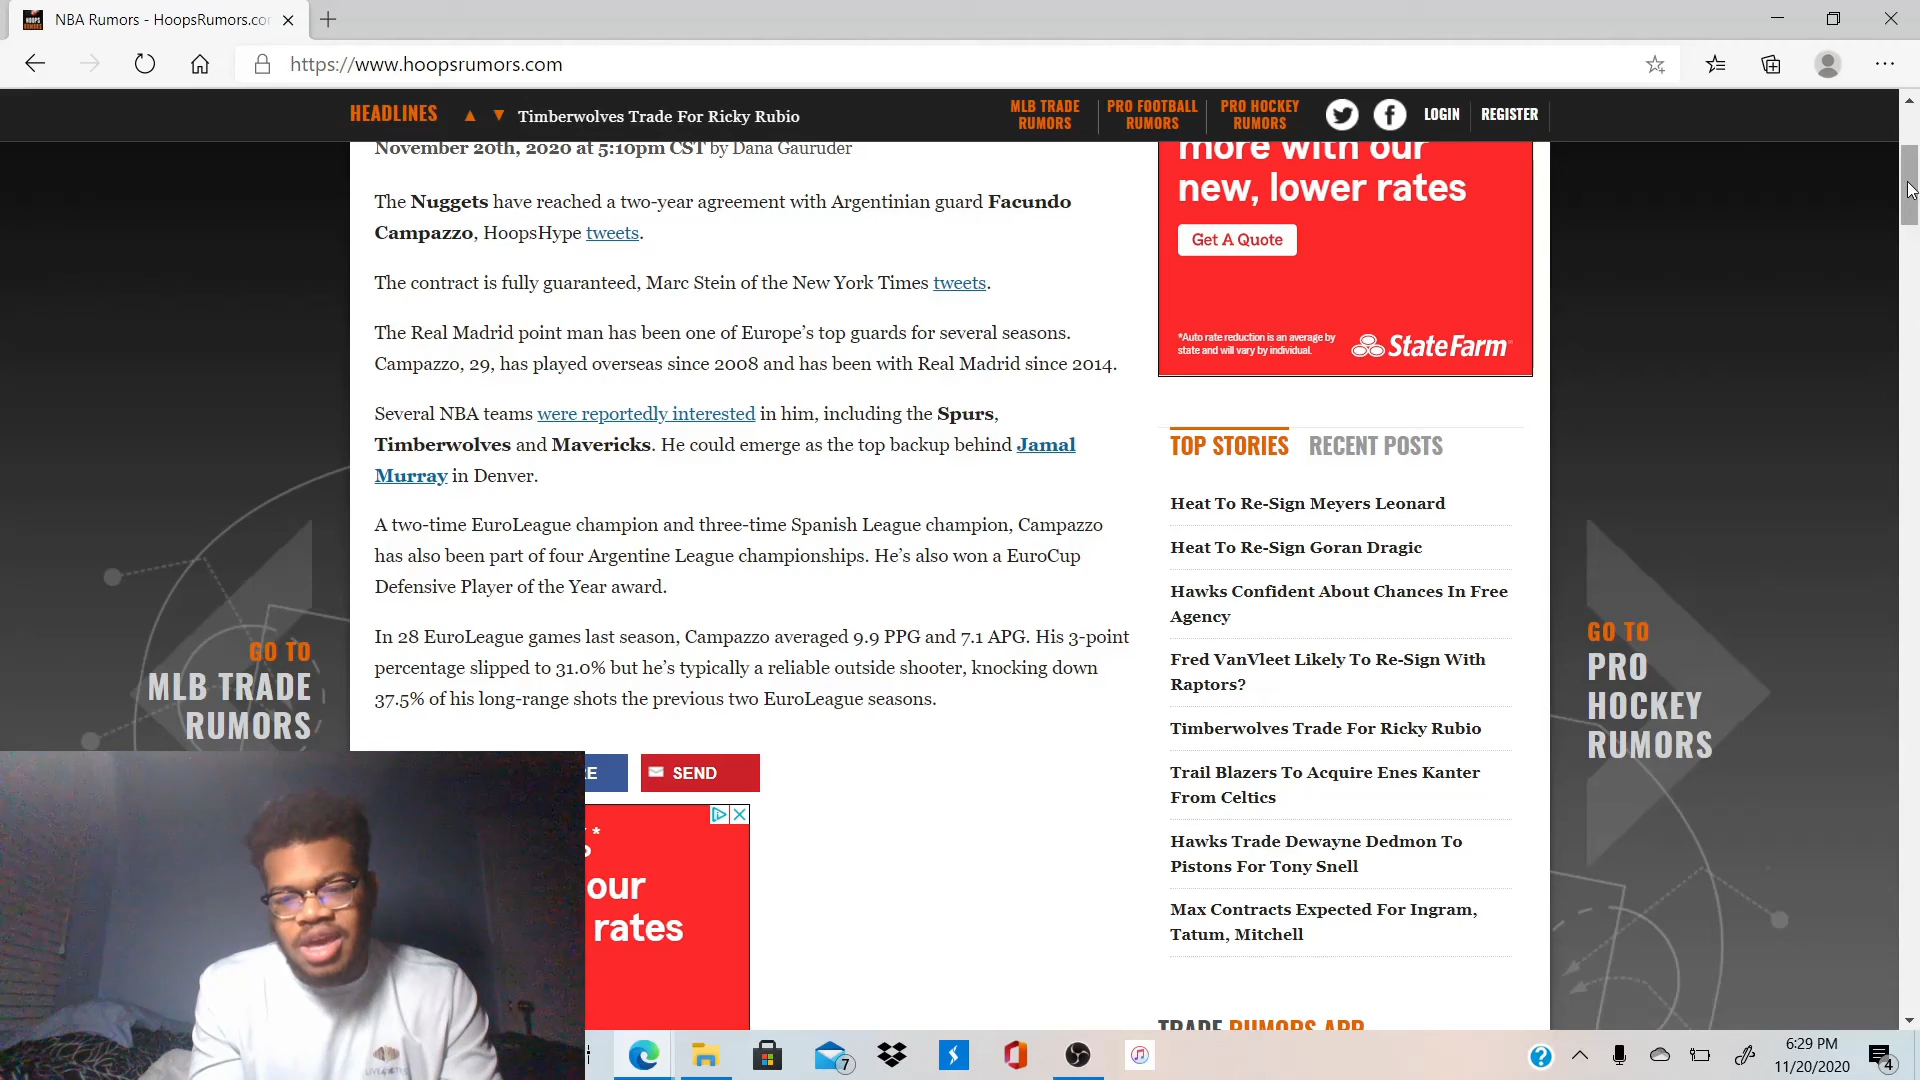 NBA Rumors - HoopsRumors.co
https://www.hoopsrumors.com
HEADLINES
Timberwolves Trade For Ricky Rubio
MLB TRADE
RUMORS
PRO FOOTBALL
RUMORS
PRO HOCKEY
RUMORS
LOGIN
REGISTER
November 20th, 2020 at 5:10pm CST by Dana Gauruder
The Nuggets have reached a two-year agreement with Argentinian guard Facundo
Campazzo, HoopsHype tweets.
The contract is fully guaranteed, Marc Stein of the New York Times tweets.
The Real Madrid point man has been one of Europe's top guards for several seasons.
Campazzo, 29, has played overseas since 2008 and has been with Real Madrid since 2014.
Several NBA teams were reportedly interested in him, including the Spurs,
Timberwolves and Mavericks. He could emerge as the top backup behind Jamal
Murray in Denver.
A two-time EuroLeague champion and three-time Spanish League champion, Campazzo
has also been part of four Argentine League championships. He's also won a EuroCup
Defensive Player of the Year award.
In 28 EuroLeague games last season, Campazzo averaged 9.9 PPG and 7.1 APG. His 3-point
percentage slipped to 31.0% but he's typically a reliable outside shooter, knocking down
37.5% of his long-range shots the previous two EuroLeague seasons.
RE
SEND
our
rates
more with our
new, lower rates
Get A Quote
*Auto rate reduction is an average by
state and will vary by individual.
StateFarm
TOP STORIES
RECENT POSTS
Heat To Re-Sign Meyers Leonard
Heat To Re-Sign Goran Dragic
Hawks Confident About Chances In Free
Agency
Fred VanVleet Likely To Re-Sign With
Raptors?
Timberwolves Trade For Ricky Rubio
Trail Blazers To Acquire Enes Kanter
From Celtics
Hawks Trade Dewayne Dedmon To
Pistons For Tony Snell
Max Contracts Expected For Ingram,
Tatum, Mitchell
TRADE RUMORS APP
GO TO
MLB TRADE
RUMORS
GO TO
PRO
HOCKEY
RUMORS
7
6:29 PM
11/20/2020
4